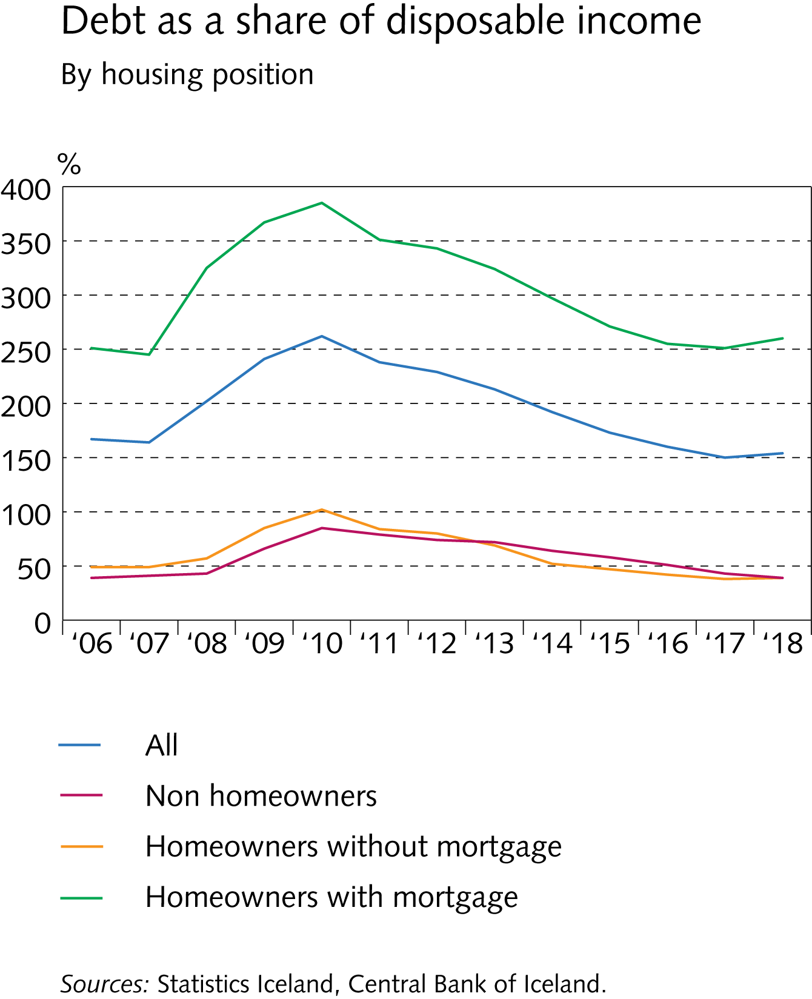 Debt as a share of disposable income
By housing position
%
400
350
300
250
200
150
100
50
0
‘06 ‘07 ‘08 ‘09 ‘10 ‘11 ‘12 ‘13 ‘14 ‘15 ‘16 ‘17 ‘18
All
Non homeowners
Homeowners without mortgage
Homeowners with mortgage
Sources: Statistics Iceland, Central Bank of Iceland.